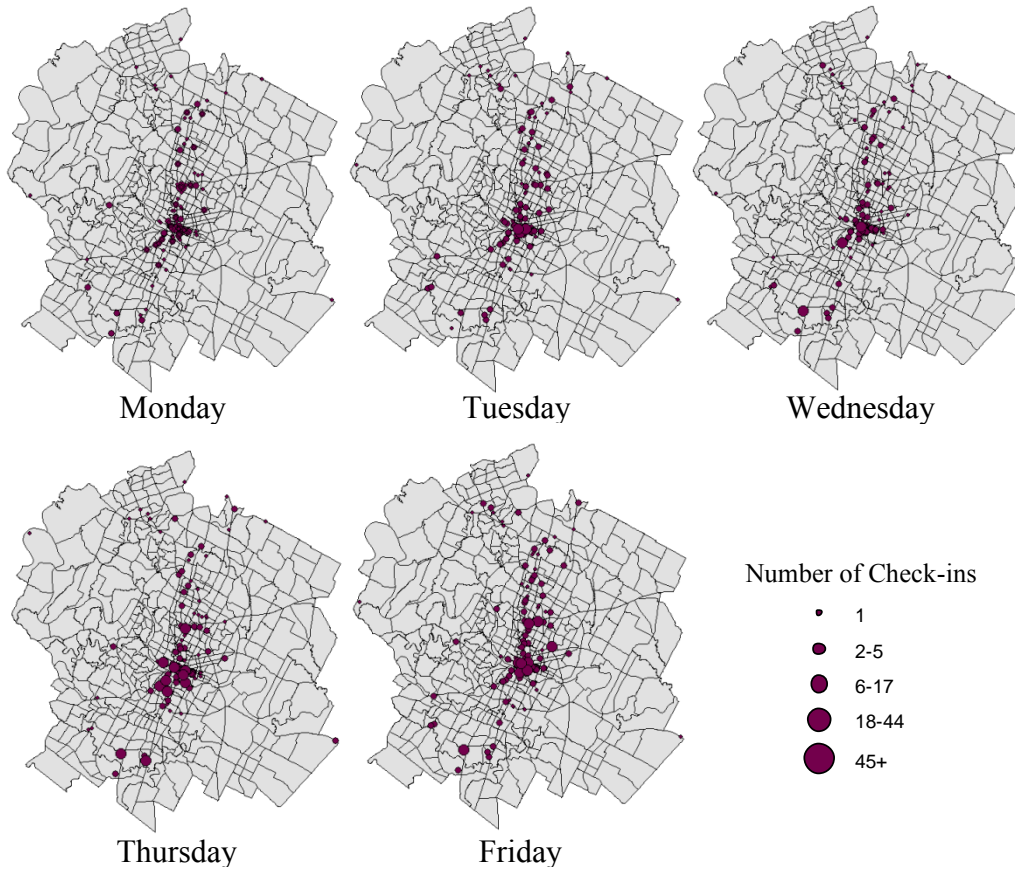 Monday
Tuesday
Wednesday
Thursday
Friday
Number of Check-ins
1
2-5
6-17
18-44
45+